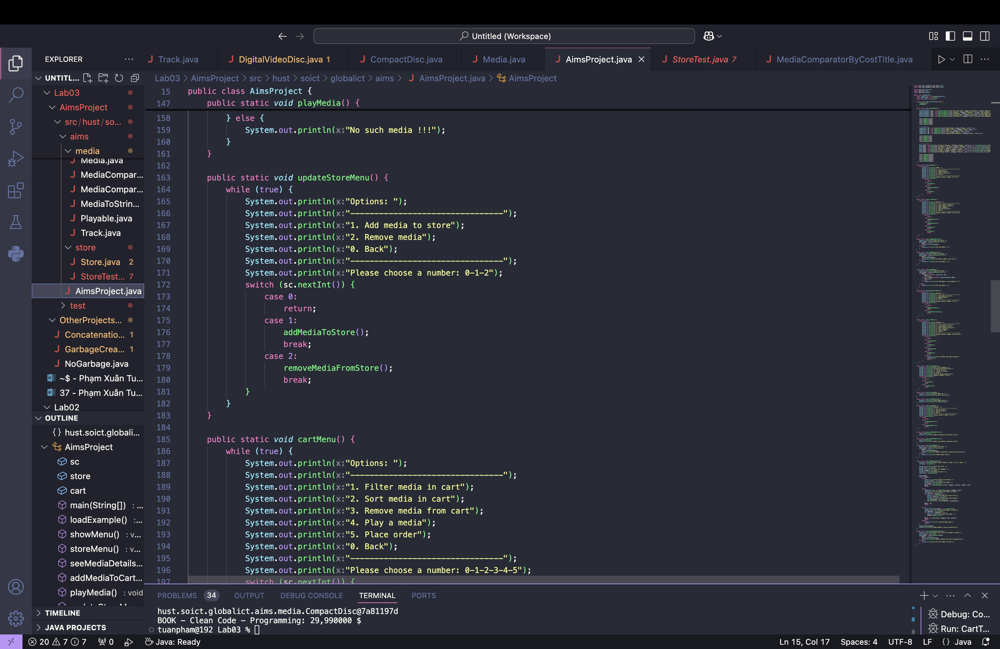 Untitled (Workspace)
EXPLORER
Track.java
DigitalVideoDisc.java 1
CompactDisc.java
Media.java
AimsProject.java
StoreTest.java 7
MediaComparatorByCostTitle.java
UNTITL...
Lab03
AimsProject
src/hust/so...
aims
media
Media.java
MediaCompar...
MediaCompar...
MediaToStrin...
Playable.java
Track.java
store
Store.java 2
StoreTest... 7
AimsProject.java
test
OtherProjects...
Concatenatio... 1
GarbageCrea... 1
NoGarbage.java
~$ - Phạm Xuân Tu...
37 - Phạm Xuân Tu...
Lab02
OUTLINE
{} hust.soict.globali...
AimsProject
sc
store
cart
main(String[]) : ...
loadExample() :...
showMenu() : v...
storeMenu() : v...
seeMediaDetails...
addMediaToCart...
playMedia() : void
TIMELINE
JAVA PROJECTS
Lab03 > AimsProject > src > hust > soict > globalict > aims > AimsProject.java > AimsProject
15 public class AimsProject {
147 public static void playMedia() {
158 } else {
159 System.out.println(x:"No such media !!!");
160 }
161 }
162
163 public static void updateStoreMenu() {
164 while (true) {
165 System.out.println(x:"Options: ");
166 System.out.println(x:"--------------------------------");
167 System.out.println(x:"1. Add media to store");
168 System.out.println(x:"2. Remove media");
169 System.out.println(x:"0. Back");
170 System.out.println(x:"--------------------------------");
171 System.out.println(x:"Please choose a number: 0-1-2");
172 switch (sc.nextInt()) {
173 case 0:
174 return;
175 case 1:
176 addMediaToStore();
177 break;
178 case 2:
179 removeMediaFromStore();
180 break;
181 }
182 }
183 }
184
185 public static void cartMenu() {
186 while (true) {
187 System.out.println(x:"Options: ");
188 System.out.println(x:"--------------------------------");
189 System.out.println(x:"1. Filter media in cart");
190 System.out.println(x:"2. Sort media in cart");
191 System.out.println(x:"3. Remove media from cart");
192 System.out.println(x:"4. Play a media");
193 System.out.println(x:"5. Place order");
194 System.out.println(x:"0. Back");
195 System.out.println(x:"--------------------------------");
196 System.out.println(x:"Please choose a number: 0-1-2-3-4-5");
197 switch (sc.nextInt()) {
PROBLEMS 34 OUTPUT DEBUG CONSOLE TERMINAL PORTS
hust.soict.globalict.aims.media.CompactDisc@7a81197d
BOOK - Clean Code - Programming: 29,990000 $
tuanpham@192 Lab03 %
Debug: Co...
Run: CartT...
20 7 7 0 Java: Ready
Ln 15, Col 17 Spaces: 4 UTF-8 LF {} Java